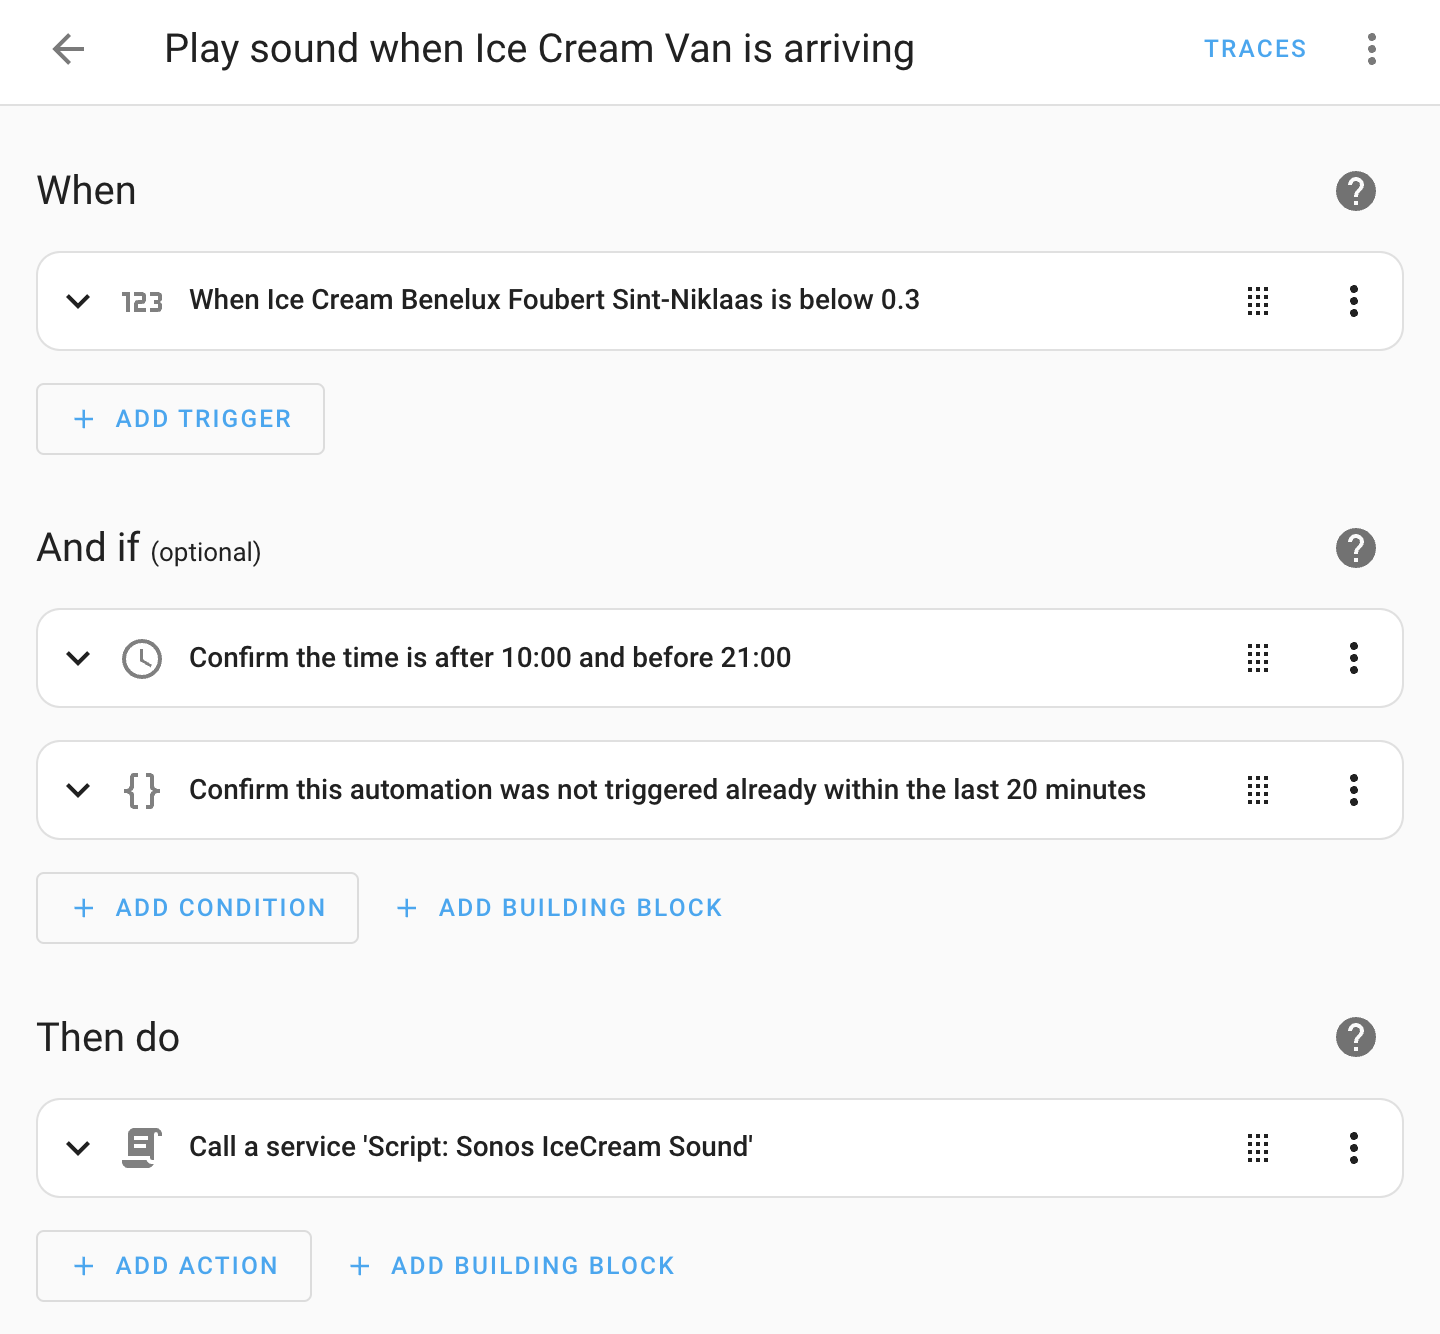 Play sound when Ice Cream Van is arriving
TRACES
When
?
123 When Ice Cream Benelux Foubert Sint-Niklaas is below 0.3
+ ADD TRIGGER
And if (optional)
?
Confirm the time is after 10:00 and before 21:00
{} Confirm this automation was not triggered already within the last 20 minutes
+ ADD CONDITION
+ ADD BUILDING BLOCK
Then do
?
Call a service 'Script: Sonos IceCream Sound'
+ ADD ACTION
+ ADD BUILDING BLOCK